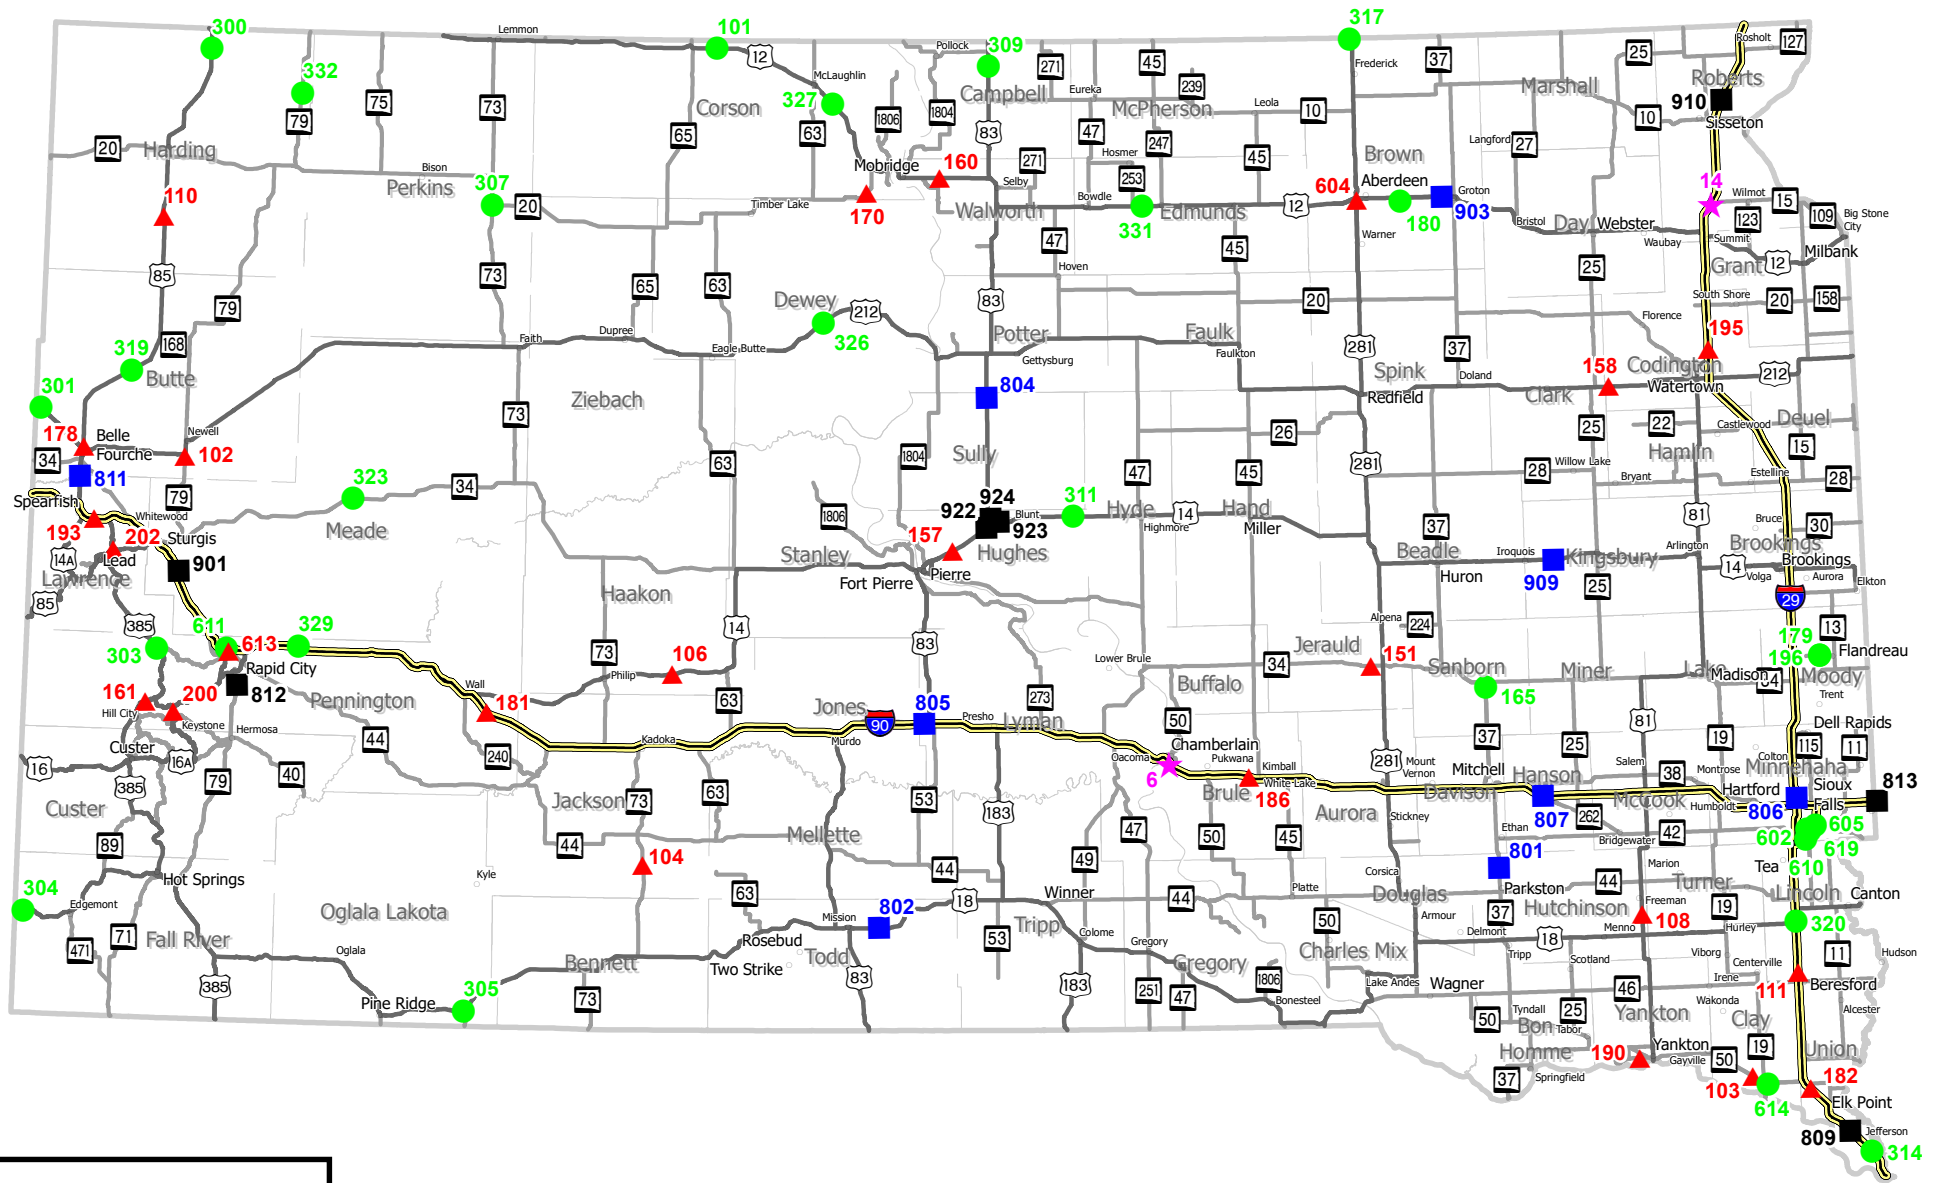 300
101
317
Lemmon
Rosholt
127
309
Pollock
12
37
25
332
McLaughlin
271
45
Frederick
Roberts
75
73
327
Campbell
Eureka
239
McPherson
Leola
10
Marshall
910
79
Corson
1806
1804
10
Sisseton
65
63
83
47
247
Langford
27
20
Harding
Hosmer
45
Brown
Bison
Mobridge
160
271
Perkins
307
Selby
253
604
Aberdeen
Groton
14
Wilmot
15
110
20
Timber Lake
170
Walworth
Bowdle
331
Edmunds
12
180
903
Bristol
Day
Webster
123
109
Big Stone
City
47
45
Warner
Waubay
Summit
Milbank
85
73
65
63
Hoven
25
Grant
12
79
Dewey
212
83
20
South Shore
20
158
Florence
168
Faith
Dupree
326
Potter
Faulk
195
319
Eagle Butte
Gettysburg
Faulkton
281
37
Butte
158
Codington
301
Ziebach
804
Spink
Doland
212
Redfield
Clark
Watertown
73
178
Belle
Fourche
Newell
102
26
25
22
Castlewood
Deuel
34
63
1804
Sully
281
Hamlin
15
811
323
34
47
45
28
Willow Lake
Bryant
Estelline
28
Spearfish
79
Whitewood
Meade
1806
924
922
923
Blunt
311
Hyde
14
Hand
81
Bruce
30
193
202
Sturgis
157
Highmore
Miller
37
14A
Lead
901
Stanley
Hughes
Beadle
Iroquois
Kingsbury
Arlington
Brookings
Brookings
Lawrence
Fort Pierre
Pierre
Huron
909
14
Volga
Aurora
Elkton
85
Haakon
25
29
385
611
329
14
83
Alpena
224
13
303
613
73
Jerauld
179
Flandreau
Rapid City
106
Lower Brule
34
151
Sanborn
Miner
Lake
196
812
Philip
Madison
34
Moody
161
200
Pennington
Wall
181
63
273
Buffalo
165
Trent
Hill City
Keystone
Jones
805
Presho
Lyman
50
81
Dell Rapids
Hermosa
44
90
Custer
Kadoka
Murdo
Chamberlain
37
25
19
115
11
16
16A
240
Oacoma
Pukwana
Kimball
281
Mount
Vernon
Salem
Colton
79
40
6
White Lake
Mitchell
Hanson
38
Montrose
Minnehaha
813
385
186
Hartford
Sioux
Falls
Custer
Jackson
73
63
53
Brule
Davison
McCook
Humboldt
183
Aurora
Stickney
807
262
806
47
Ethan
42
605
89
44
Mellette
50
45
Bridgewater
602
619
104
49
801
Marion
Tea
610
Hot Springs
Kyle
44
Corsica
304
63
18
Winner
Platte
Douglas
Parkston
44
Turner
Lincoln
Canton
Edgemont
Oglala Lakota
Mission
802
44
Armour
37
Hutchinson
Freeman
108
19
471
71
Fall River
Tripp
50
Delmont
Menno
Hurley
320
Rosebud
53
Colome
18
Oglala
Todd
Gregory
Charles Mix
Tripp
Scotland
Viborg
11
Hudson
Bennett
Two Strike
Gregory
Centerville
385
305
83
183
251
47
1806
Lake Andes
Wagner
46
Irene
111
Beresford
Pine Ridge
73
Bonesteel
Tyndall
25
Wakonda
Alcester
50
Bon
Homme
Tabor
Yankton
Clay
190
Yankton
Gayville
50
19
Union
37
Springfield
103
614
182
Elk Point
809
Jefferson
314